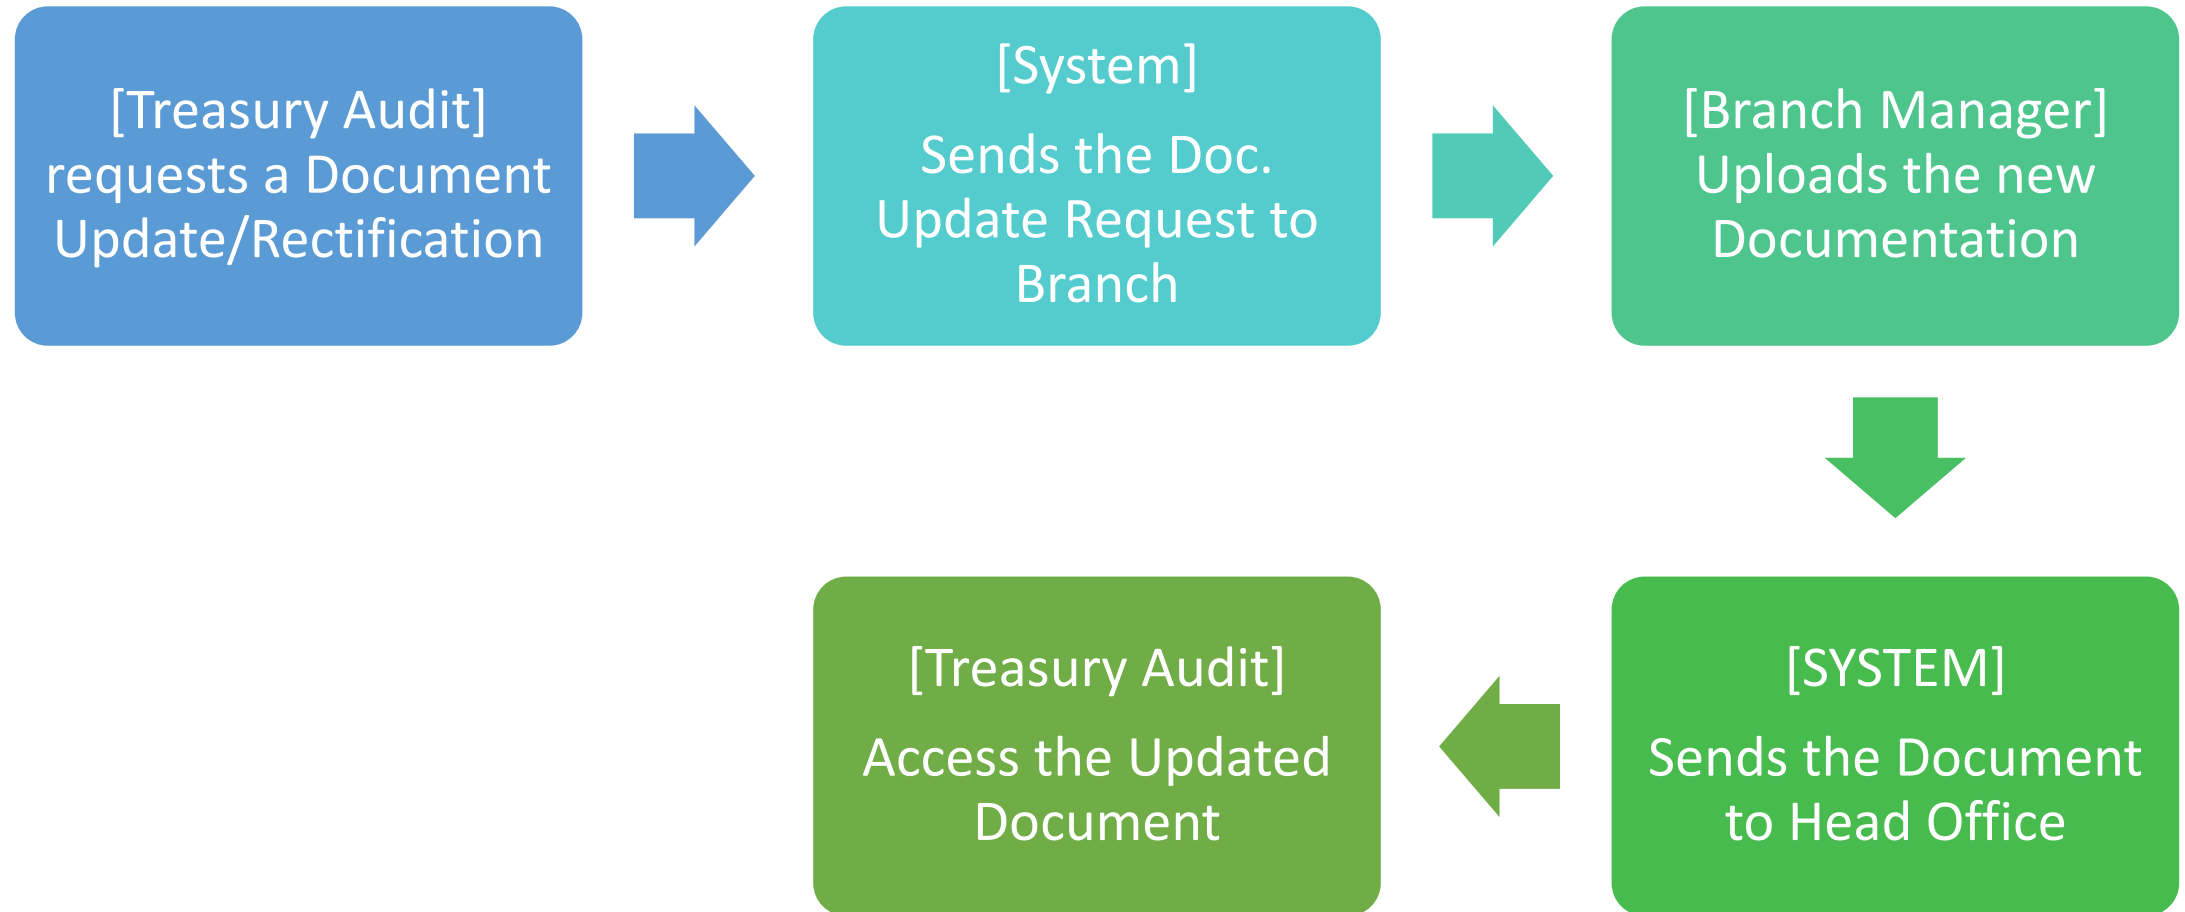 [Treasury Audit]
requests a Document
Update/Rectification
[System]
Sends the Doc.
Update Request to
Branch
[Branch Manager]
Uploads the new
Documentation
[SYSTEM]
Sends the Document
to Head Office
[Treasury Audit]
Access the Updated
Document